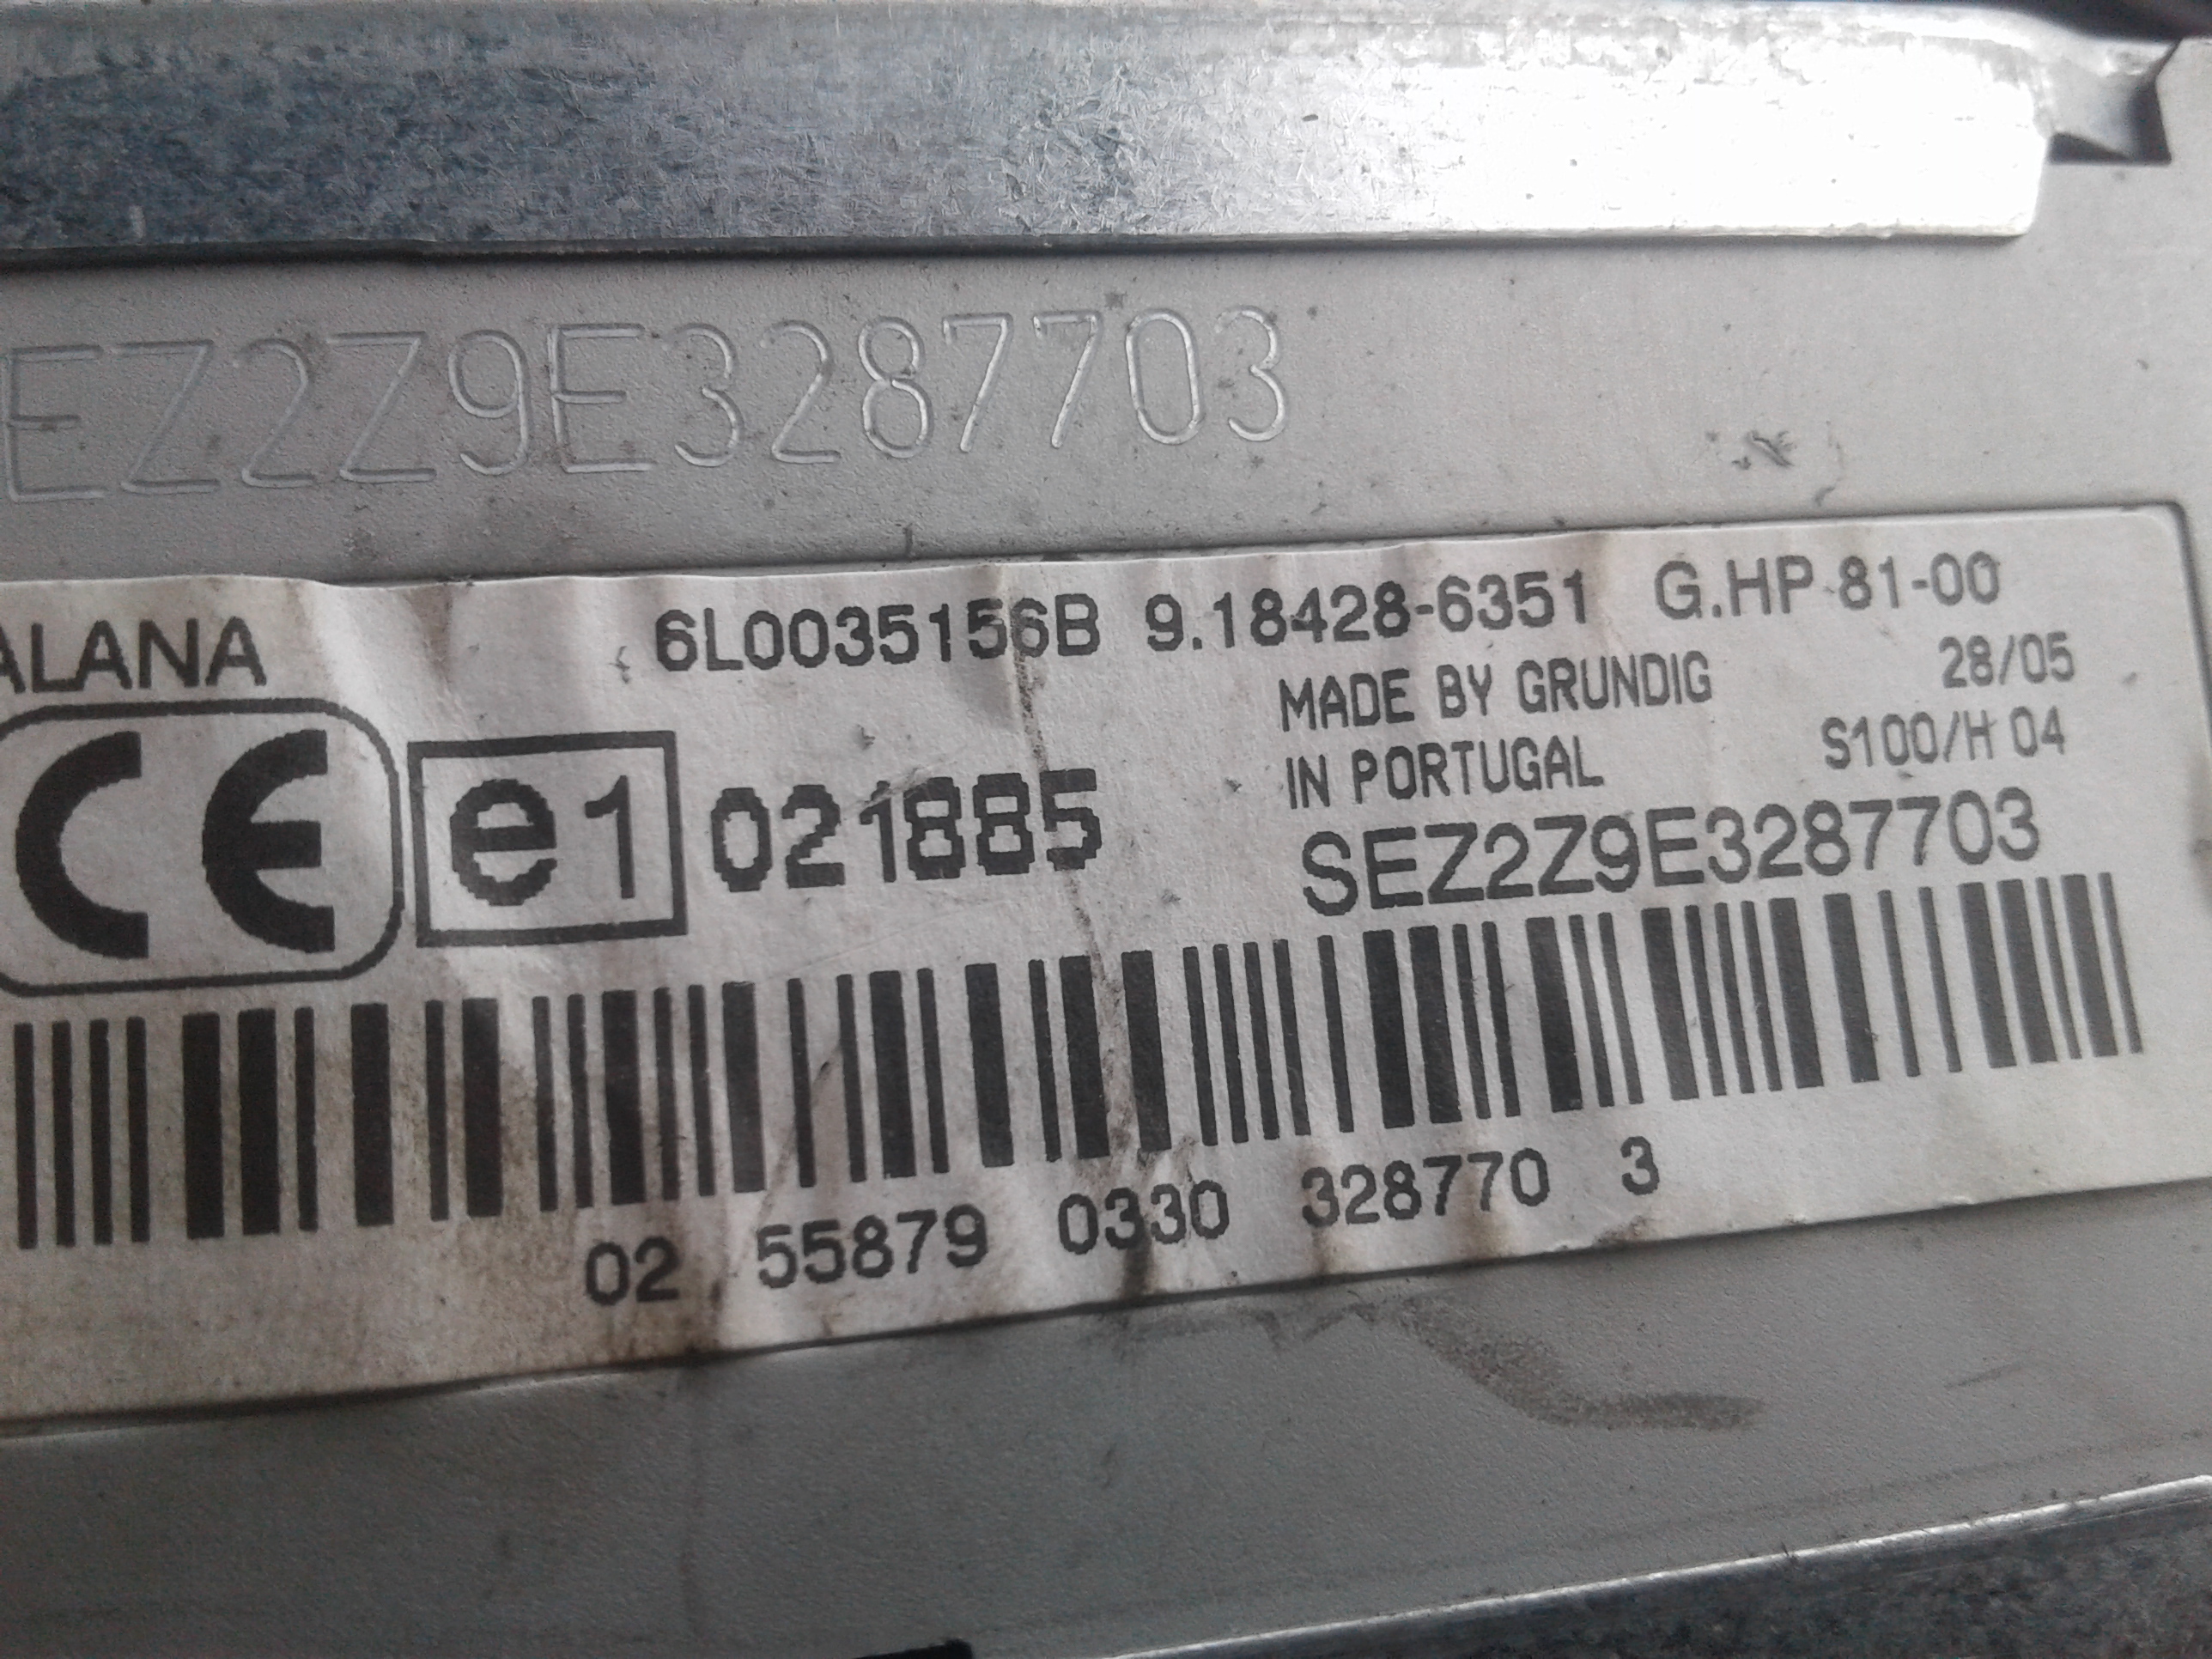 EZ2Z9E3287703
ALANA 6L0035156B 9.18428-6351 G.HP 81-00
MADE BY GRUNDIG 28/05
IN PORTUGAL S100/H 04
CE e1 021885 SEZ2Z9E3287703
02 55879 0330 328770 3